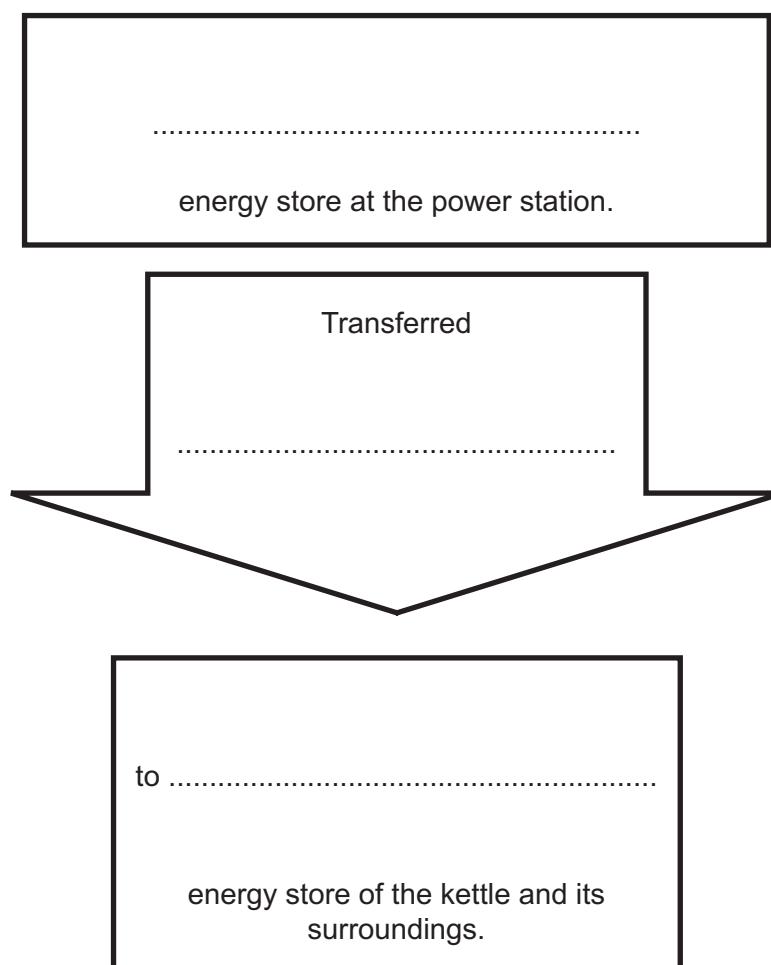 ............................................................
energy store at the power station.
Transferred
......................................................
to ............................................................
energy store of the kettle and its
surroundings.